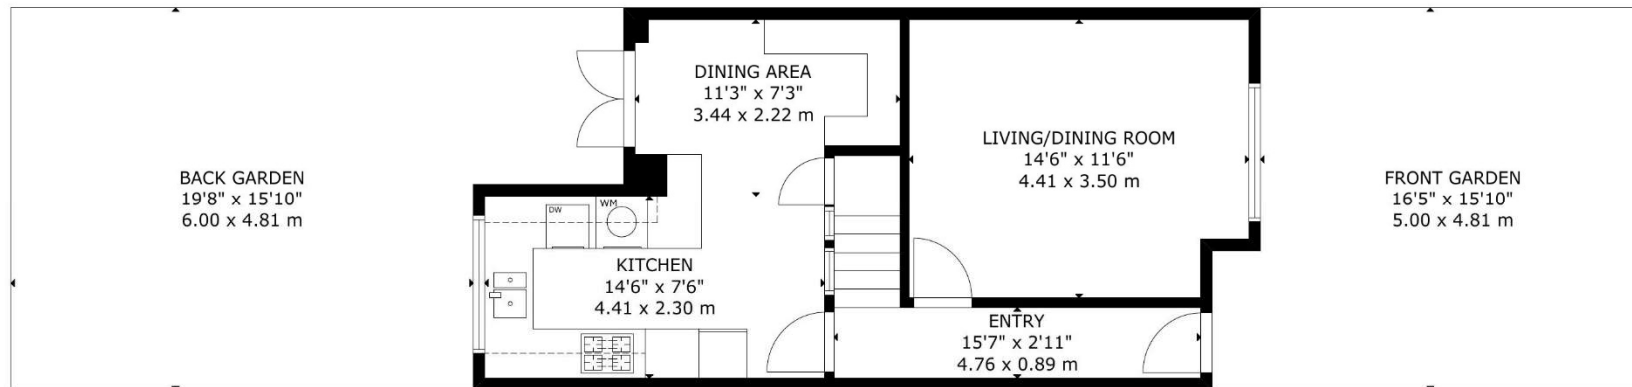 BACK GARDEN
19'8" x 15'10"
6.00 x 4.81 m
DINING AREA
11'3" x 7'3"
3.44 x 2.22 m
DW
WM
KITCHEN
14'6" x 7'6"
4.41 x 2.30 m
LIVING/DINING ROOM
14'6" x 11'6"
4.41 x 3.50 m
ENTRY
15'7" x 2'11"
4.76 x 0.89 m
FRONT GARDEN
16'5" x 15'10"
5.00 x 4.81 m